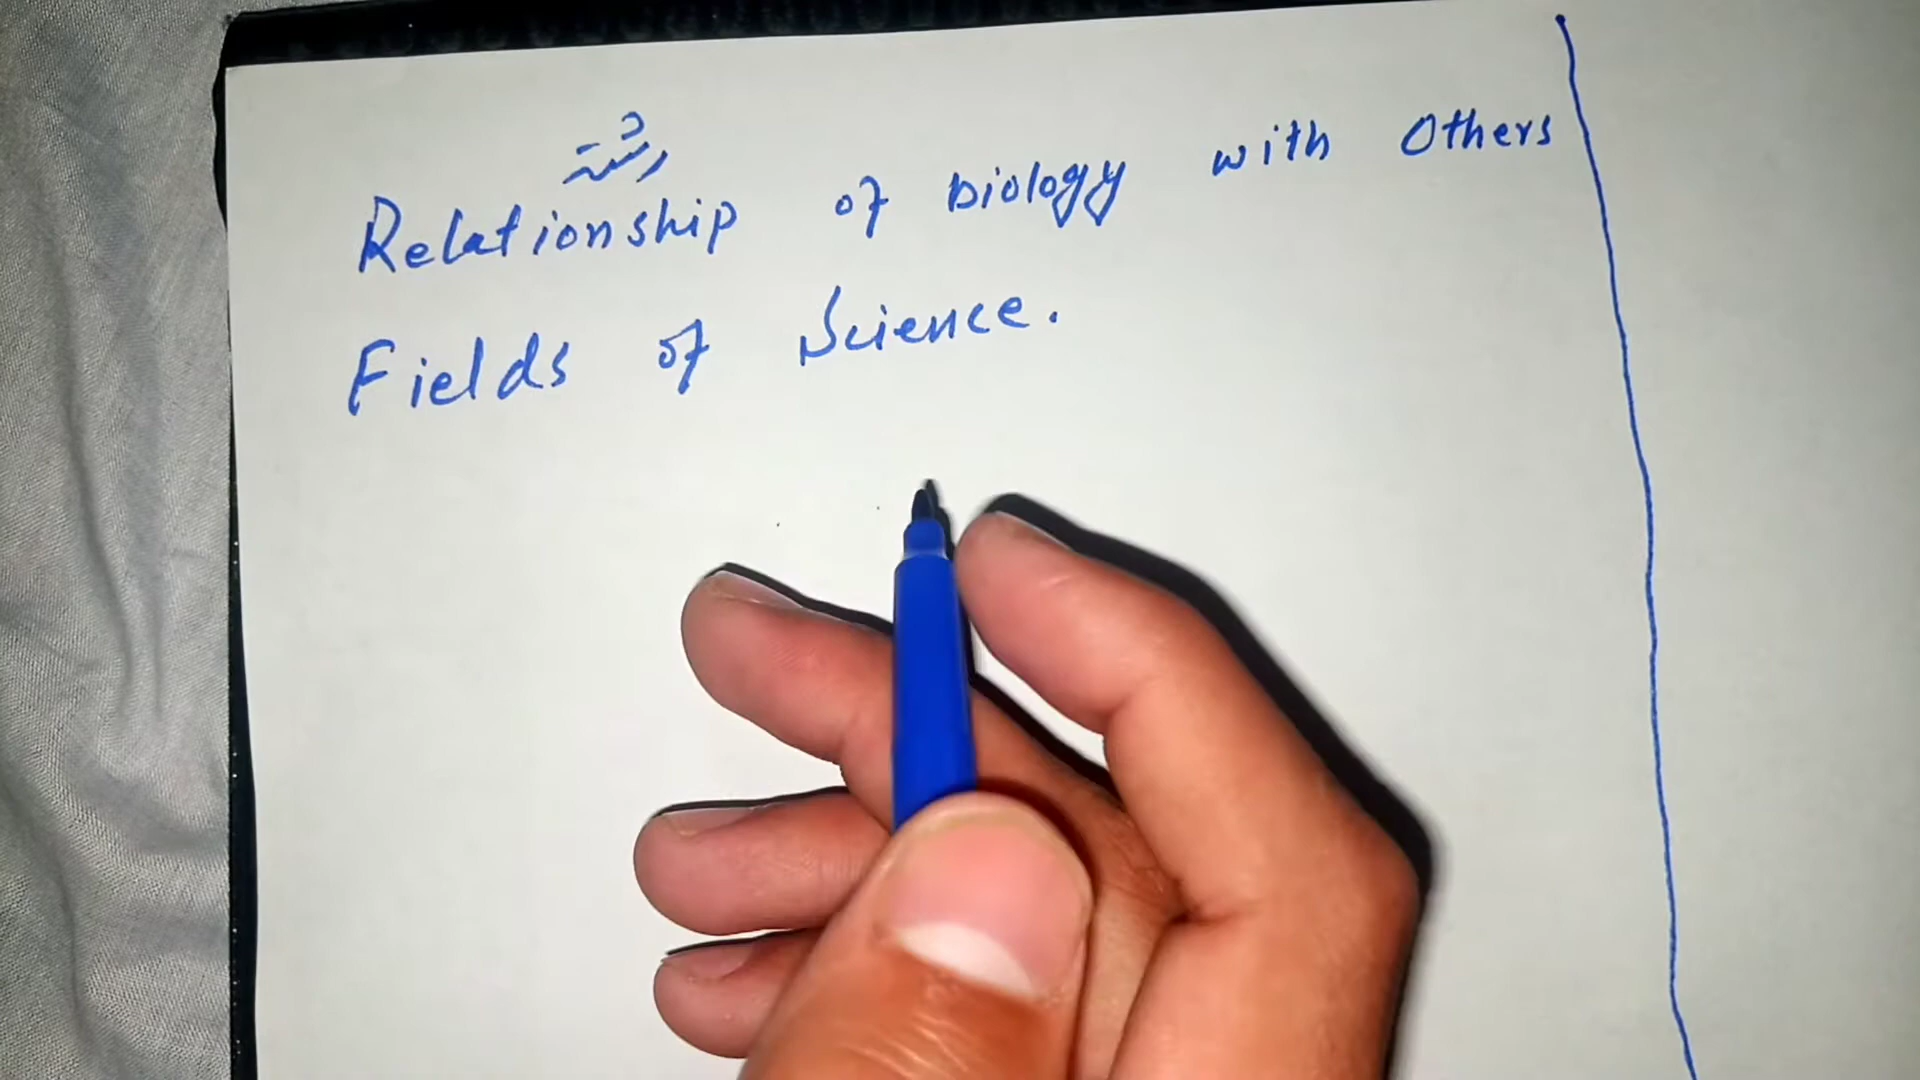 رشتہ
Relationship of Biology with Others
Fields of Science.